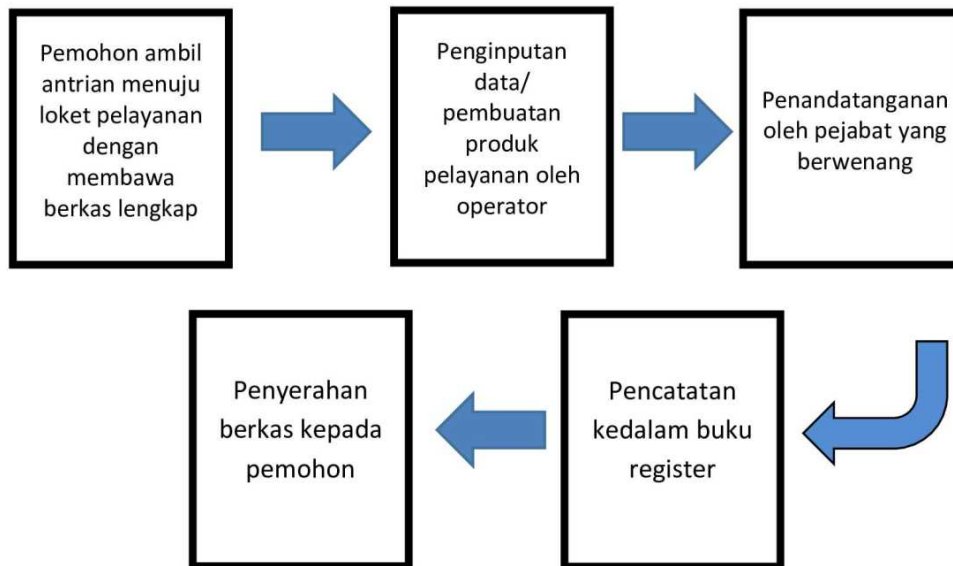 Pemohon ambil
antrian menuju
loket pelayanan
dengan
membawa
berkas lengkap
Penginputan
data/
pembuatan
produk
pelayanan oleh
operator
Penandatanganan
oleh pejabat yang
berwenang
Pencatatan
kedalam buku
register
Penyerahan
berkas kepada
pemohon